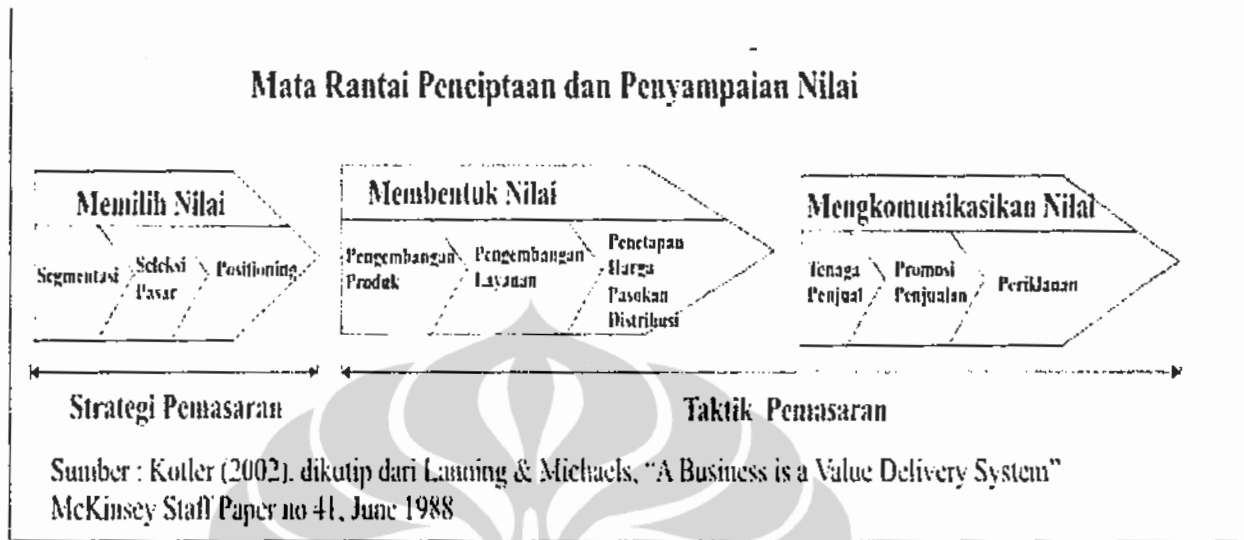 Mata Rantai Penciptaan dan Penyampaian Nilai
Memilih Nilai
Segmentasi
Seleksi
Pasar
Positioning
Membentuk Nilai
Pengembangan
Produk
Pengembangan
Layanan
Penetapan
Harga
Pasokan
Distribusi
Mengkomunikasikan Nilai
Tenaga
Penjual
Promosi
Penjualan
Periklanan
Strategi Pemasaran
Taktik Pemasaran
Sumber : Kotler (2002). dikutip dari Lanning & Michaels, "A Business is a Value Delivery System"
McKinsey Staff Paper no 41, June 1988